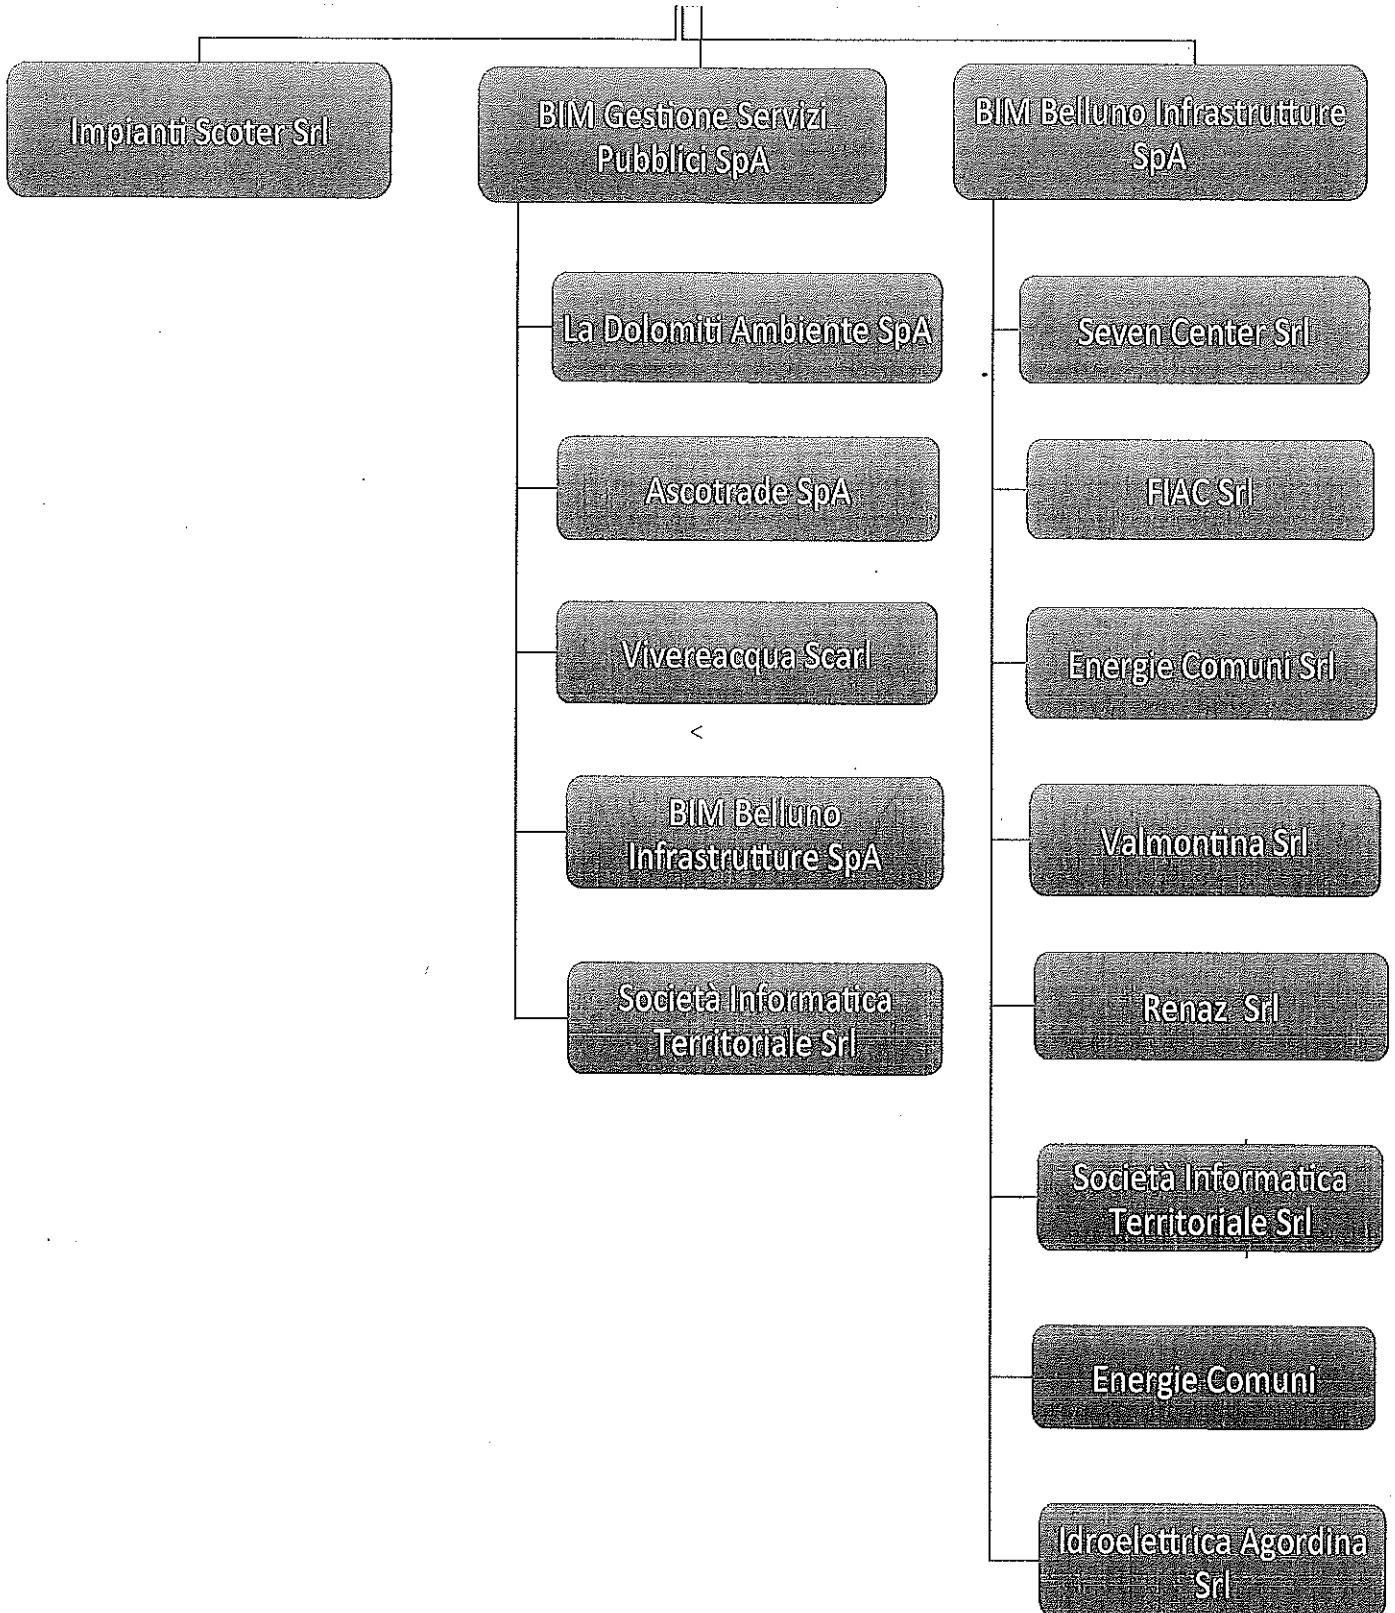 Impianti Scoter Srl
BIM Gestione Servizi
Pubblici SpA
BIM Belluno Infrastrutture
SpA
La Dolomiti Ambiente SpA
Ascotrade SpA
Vivereacqua Scarl
BIM Belluno
Infrastrutture SpA
Società Informatica
Territoriale Srl
Seven Center Srl
FIAC Srl
Energie Comuni Srl
Valmontina Srl
Renaz Srl
Società Informatica
Territoriale Srl
Energie Comuni
Idroelettrica Agordina
Srl